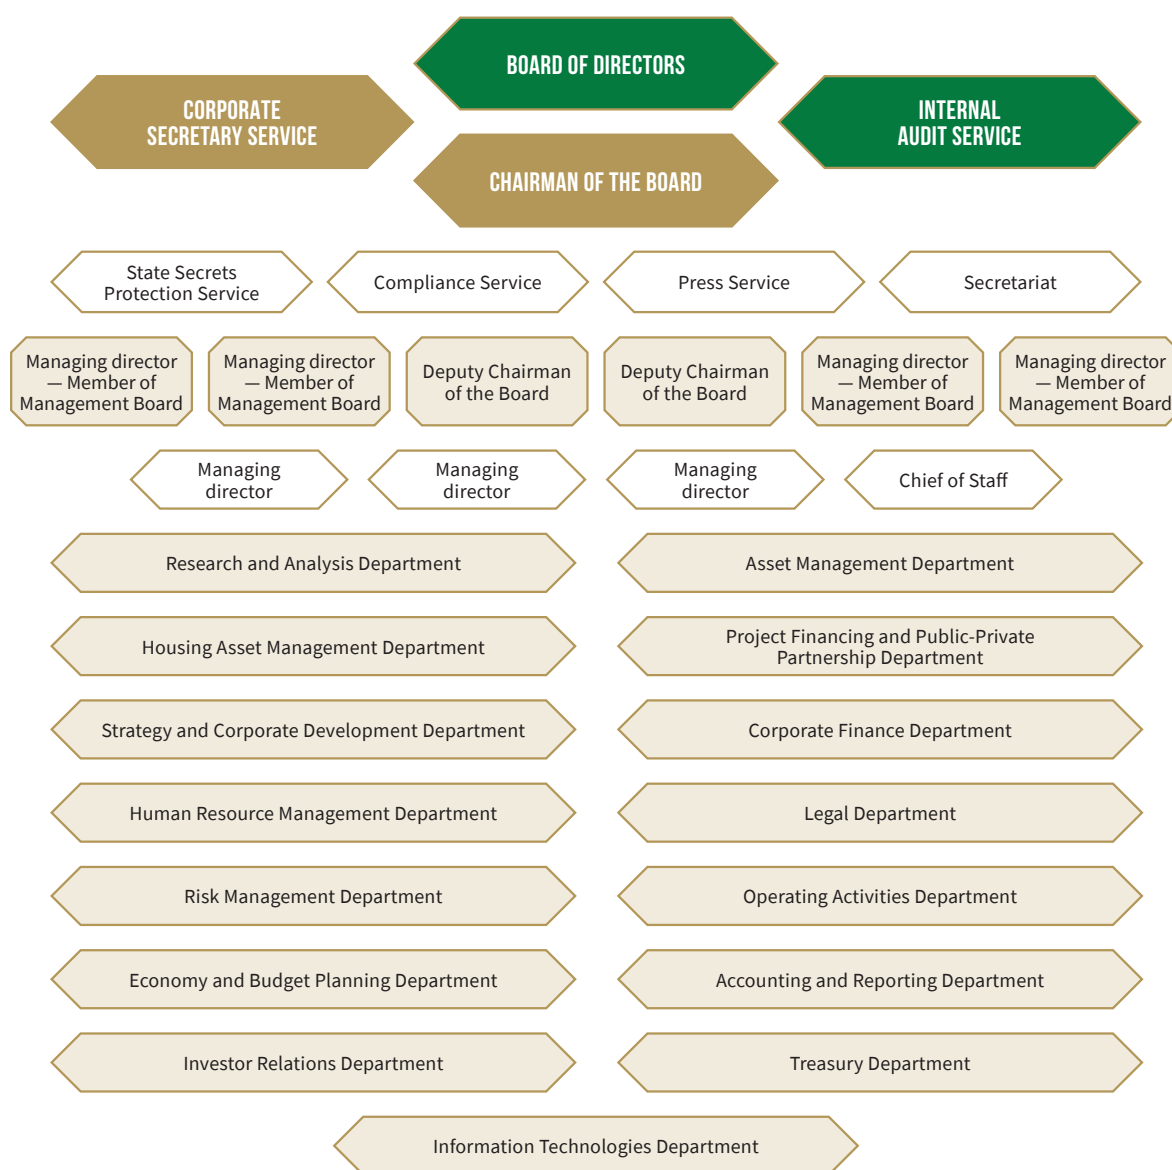 BOARD OF DIRECTORS
CORPORATE
SECRETARY SERVICE
INTERNAL
AUDIT SERVICE
CHAIRMAN OF THE BOARD
State Secrets
Protection Service
Compliance Service
Press Service
Secretariat
Managing director
— Member of
Management Board
Managing director
— Member of
Management Board
Deputy Chairman
of the Board
Deputy Chairman
of the Board
Managing director
— Member of
Management Board
Managing director
— Member of
Management Board
Managing
director
Managing
director
Managing
director
Chief of Staff
Research and Analysis Department
Asset Management Department
Housing Asset Management Department
Project Financing and Public-Private
Partnership Department
Strategy and Corporate Development Department
Corporate Finance Department
Human Resource Management Department
Legal Department
Risk Management Department
Operating Activities Department
Economy and Budget Planning Department
Accounting and Reporting Department
Investor Relations Department
Treasury Department
Information Technologies Department